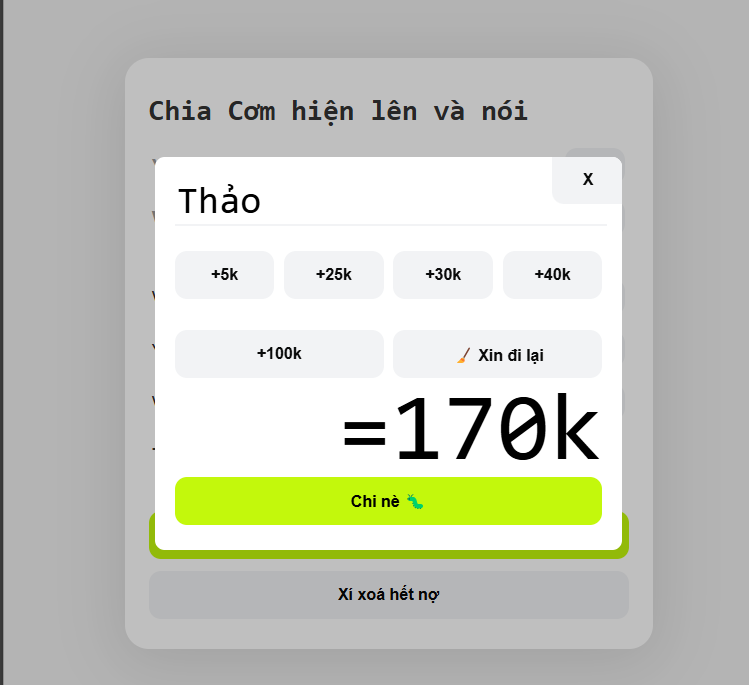 Chia Cơm hiện lên và nói
X
Thảo
+5k +25k +30k +40k
+100k 🧹 Xin đi lại
=170k
Chi nè 🐛
Xí xoá hết nợ